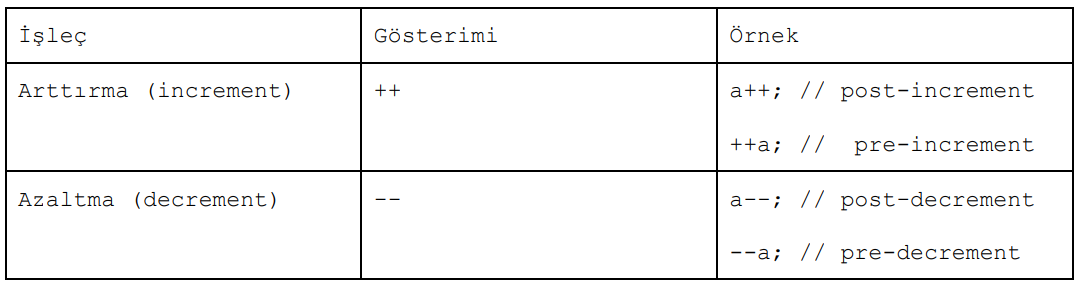 İşleç Gösterimi Örnek
Arttırma (increment) ++ a++; // post-increment
++a; //  pre-increment
Azaltma (decrement) -- a--; // post-decrement
--a; // pre-decrement